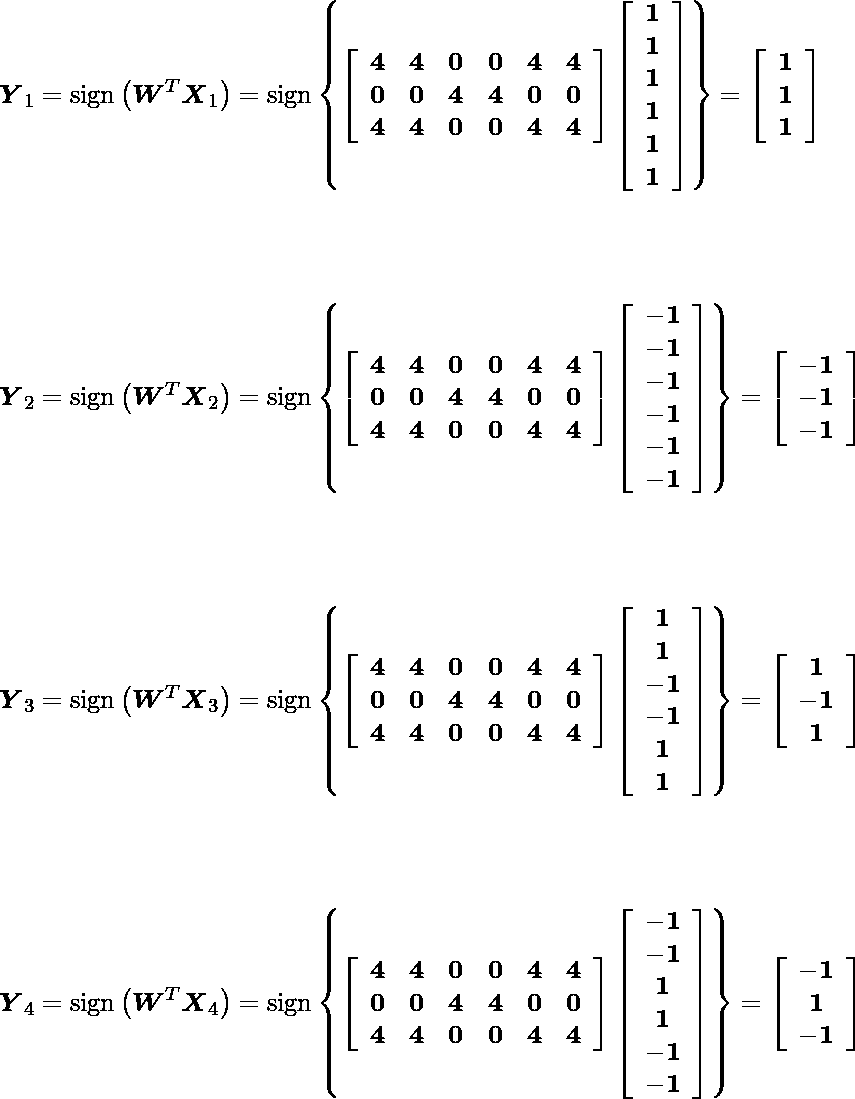 $\boldsymbol{Y}_1 = \text{sign}\left(\boldsymbol{W}^T \boldsymbol{X}_1\right) = \text{sign}\left\{\begin{bmatrix} 4 & 4 & 0 & 0 & 4 & 4 \\ 0 & 0 & 4 & 4 & 0 & 0 \\ 4 & 4 & 0 & 0 & 4 & 4 \end{bmatrix}\begin{bmatrix} 1 \\ 1 \\ 1 \\ 1 \\ 1 \\ 1 \end{bmatrix}\right\} = \begin{bmatrix} 1 \\ 1 \\ 1 \end{bmatrix}$
$\boldsymbol{Y}_2 = \text{sign}\left(\boldsymbol{W}^T \boldsymbol{X}_2\right) = \text{sign}\left\{\begin{bmatrix} 4 & 4 & 0 & 0 & 4 & 4 \\ 0 & 0 & 4 & 4 & 0 & 0 \\ 4 & 4 & 0 & 0 & 4 & 4 \end{bmatrix}\begin{bmatrix} -1 \\ -1 \\ -1 \\ -1 \\ -1 \\ -1 \end{bmatrix}\right\} = \begin{bmatrix} -1 \\ -1 \\ -1 \end{bmatrix}$
$\boldsymbol{Y}_3 = \text{sign}\left(\boldsymbol{W}^T \boldsymbol{X}_3\right) = \text{sign}\left\{\begin{bmatrix} 4 & 4 & 0 & 0 & 4 & 4 \\ 0 & 0 & 4 & 4 & 0 & 0 \\ 4 & 4 & 0 & 0 & 4 & 4 \end{bmatrix}\begin{bmatrix} 1 \\ 1 \\ -1 \\ -1 \\ 1 \\ 1 \end{bmatrix}\right\} = \begin{bmatrix} 1 \\ -1 \\ 1 \end{bmatrix}$
$\boldsymbol{Y}_4 = \text{sign}\left(\boldsymbol{W}^T \boldsymbol{X}_4\right) = \text{sign}\left\{\begin{bmatrix} 4 & 4 & 0 & 0 & 4 & 4 \\ 0 & 0 & 4 & 4 & 0 & 0 \\ 4 & 4 & 0 & 0 & 4 & 4 \end{bmatrix}\begin{bmatrix} -1 \\ -1 \\ 1 \\ 1 \\ -1 \\ -1 \end{bmatrix}\right\} = \begin{bmatrix} -1 \\ 1 \\ -1 \end{bmatrix}$